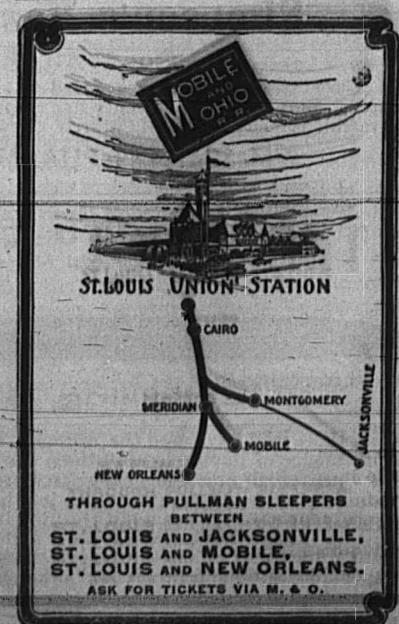 MOBILE
AND
OHIO
R.R.
ST. LOUIS UNION STATION
CAIRO
MERIDIAN
MONTGOMERY
JACKSONVILLE
MOBILE
NEW ORLEANS
THROUGH PULLMAN SLEEPERS
BETWEEN
ST. LOUIS AND JACKSONVILLE,
ST. LOUIS AND MOBILE,
ST. LOUIS AND NEW ORLEANS.
ASK FOR TICKETS VIA M. & O.